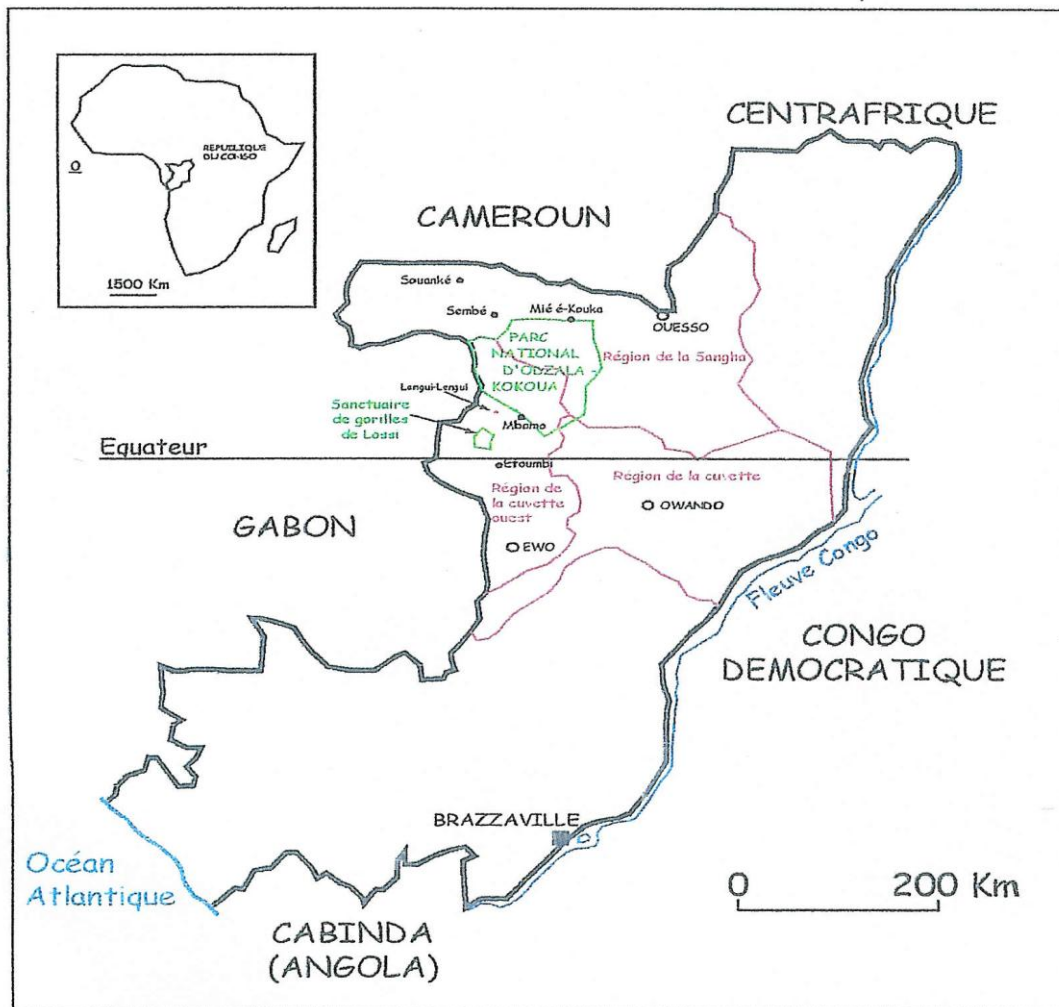 REPUBLIQUE
DU CONGO
0
1500 Km
CENTRAFRIQUE
CAMEROUN
Souanké
Sembé
Mié é-Kouka
OUESSO
PARC
NATIONAL
D'ODZALA -
KOKOUA
Région de la Sangha
Lengui-Lengui
Sanctuaire
de gorilles
de Lossi
Mbomo
Equateur
Etoumbi
Région de
la cuvette
ouest
Région de la cuvette
OWANDO
GABON
EWO
Fleuve Congo
CONGO
DEMOCRATIQUE
BRAZZAVILLE
Océan
Atlantique
0 200 Km
CABINDA
(ANGOLA)